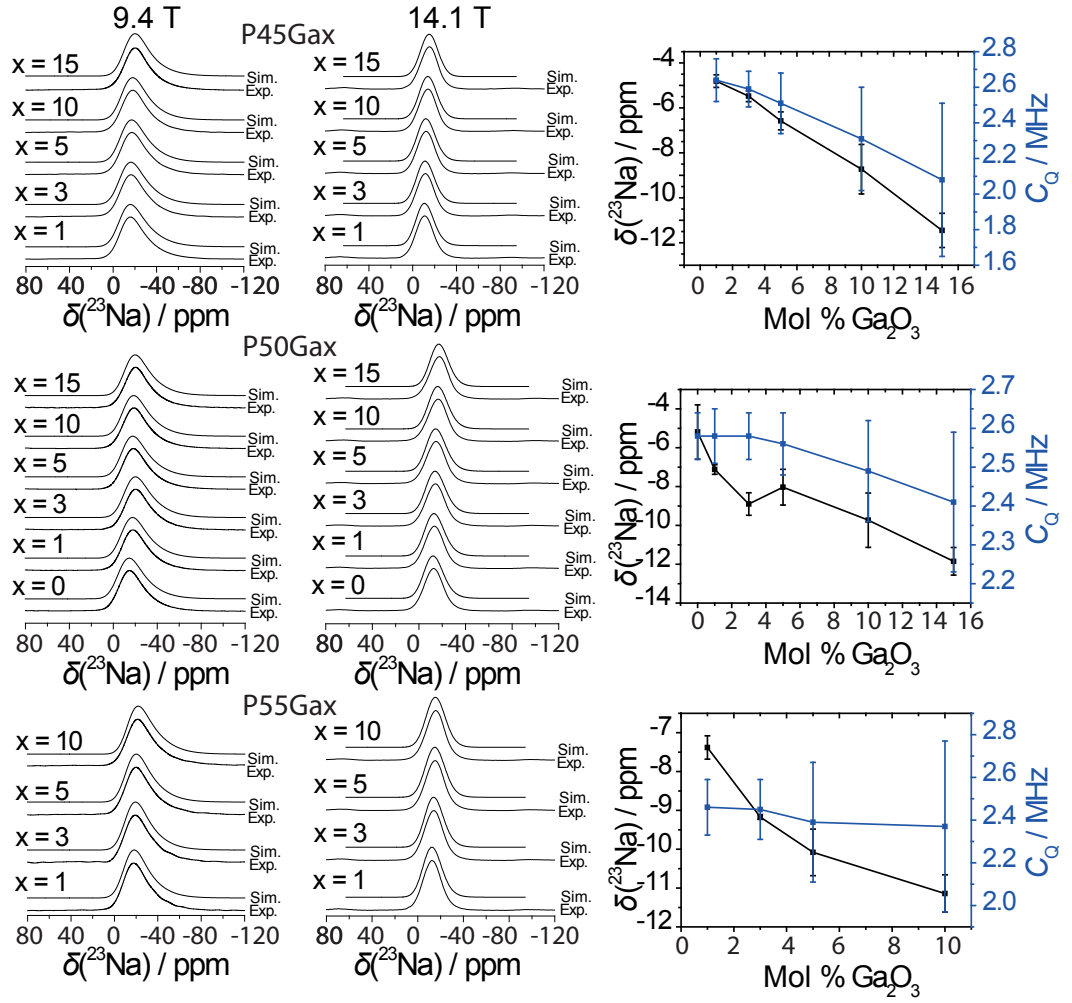 9.4 T
14.1 T
P45Gax
x = 15
x = 10
x = 5
x = 3
x = 1
Sim.
Exp.
Sim.
Exp.
Sim.
Exp.
Sim.
Exp.
Sim.
Exp.
80 40 0 -40 -80 -120
δ(²³Na) / ppm
x = 15
x = 10
x = 5
x = 3
x = 1
Sim.
Exp.
Sim.
Exp.
Sim.
Exp.
Sim.
Exp.
Sim.
Exp.
80 40 0 -40 -80 -120
δ(²³Na) / ppm
-4
-6
-8
-10
-12
δ(²³Na) / ppm
2.8
2.6
2.4
2.2
2.0
1.8
1.6
C_Q / MHz
0 2 4 6 8 10 12 14 16
Mol % Ga₂O₃
P50Gax
x = 15
x = 10
x = 5
x = 3
x = 1
x = 0
Sim.
Exp.
Sim.
Exp.
Sim.
Exp.
Sim.
Exp.
Sim.
Exp.
Sim.
Exp.
80 40 0 -40 -80 -120
δ(²³Na) / ppm
x = 15
x = 10
x = 5
x = 3
x = 1
x = 0
Sim.
Exp.
Sim.
Exp.
Sim.
Exp.
Sim.
Exp.
Sim.
Exp.
Sim.
Exp.
80 40 0 -40 -80 -120
δ(²³Na) / ppm
-4
-6
-8
-10
-12
-14
δ(²³Na) / ppm
2.7
2.6
2.5
2.4
2.3
2.2
C_Q / MHz
0 2 4 6 8 10 12 14 16
Mol % Ga₂O₃
P55Gax
x = 10
x = 5
x = 3
x = 1
Sim.
Exp.
Sim.
Exp.
Sim.
Exp.
Sim.
Exp.
80 40 0 -40 -80 -120
δ(²³Na) / ppm
x = 10
x = 5
x = 3
x = 1
Sim.
Exp.
Sim.
Exp.
Sim.
Exp.
Sim.
Exp.
80 40 0 -40 -80 -120
δ(²³Na) / ppm
-7
-8
-9
-10
-11
-12
δ(²³Na) / ppm
2.8
2.6
2.4
2.2
2.0
C_Q / MHz
0 2 4 6 8 10
Mol % Ga₂O₃